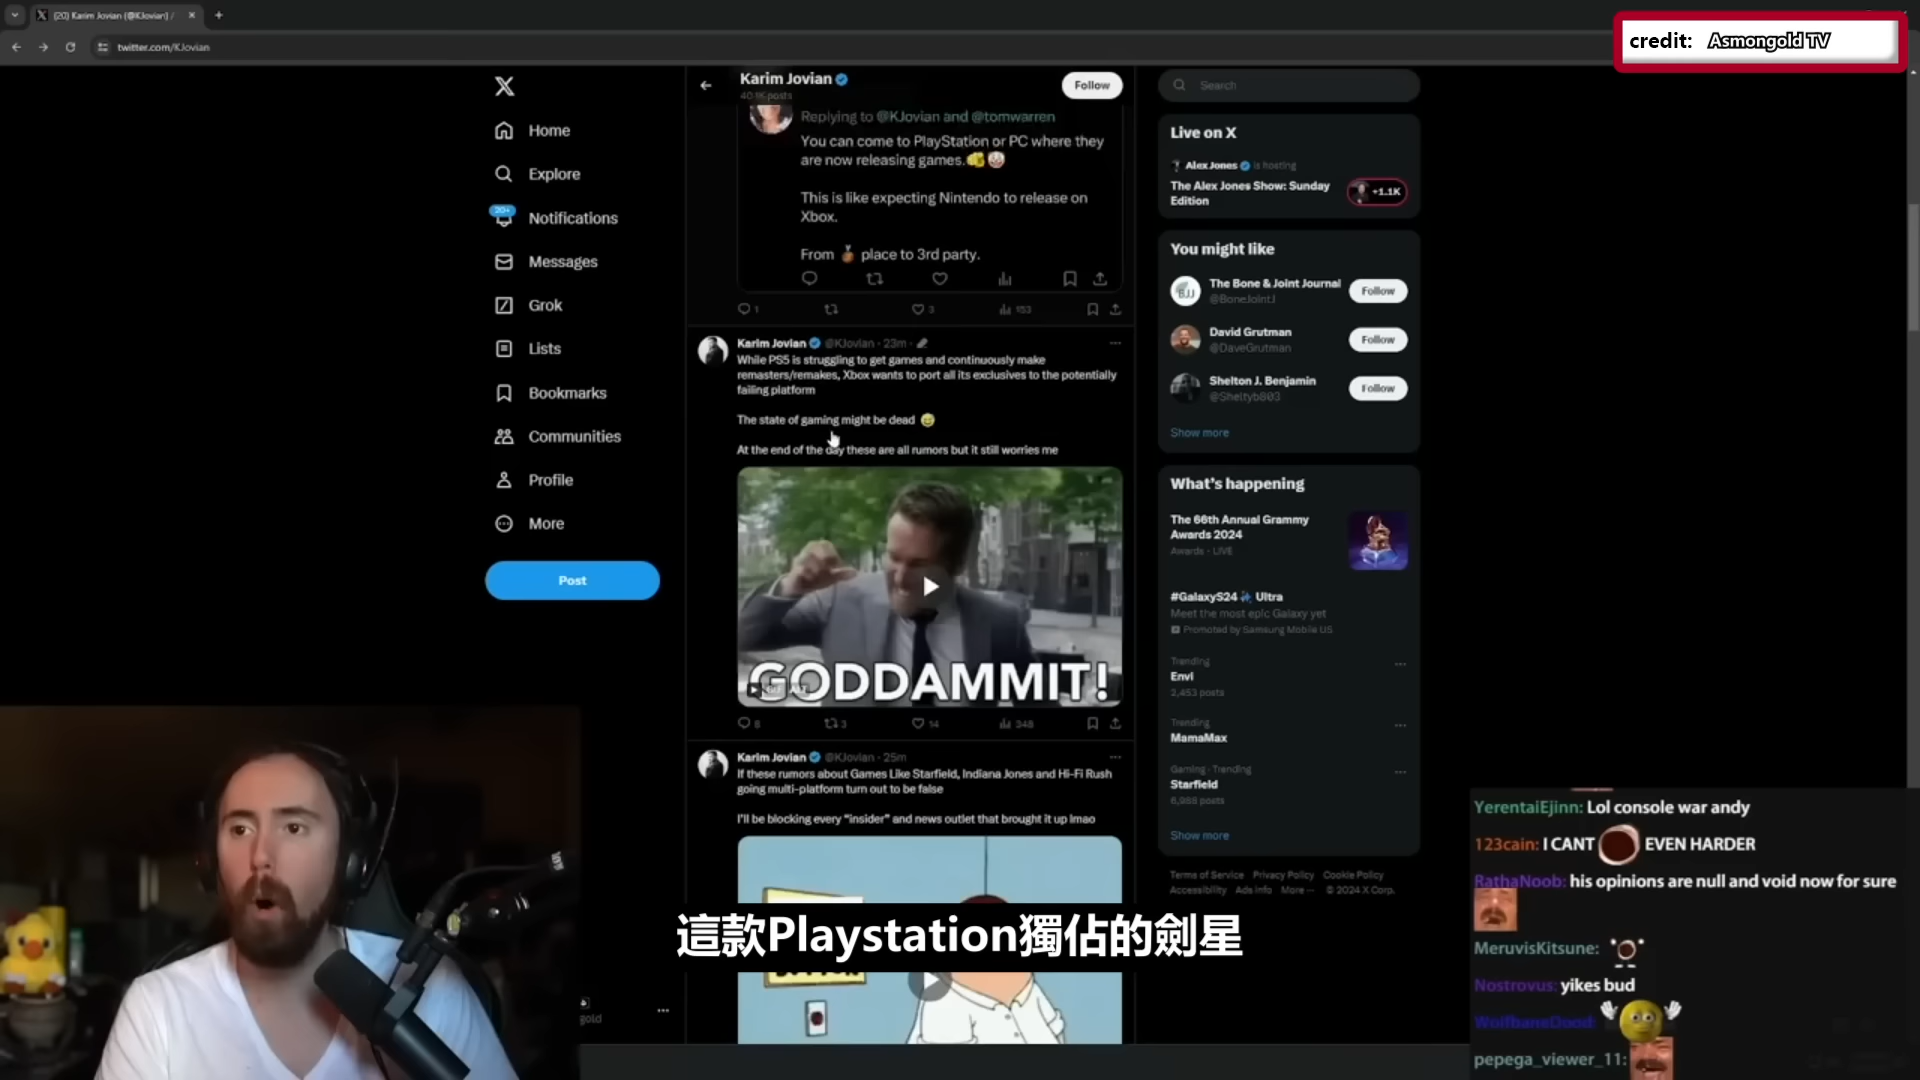 (20) Karim Jovian (@KJovian) /
twitter.com/KJovian
credit: Asmongold TV
Home
Explore
20+
Notifications
Messages
Grok
Lists
Bookmarks
Communities
Profile
More
Post
Karim Jovian
40.1K posts
Follow
Replying to @KJovian and @tomwarren
You can come to PlayStation or PC where they
are now releasing games.
This is like expecting Nintendo to release on
Xbox.
From 🥉 place to 3rd party.
1 3 153
Karim Jovian @KJovian · 23m
While PS5 is struggling to get games and continuously make
remasters/remakes, Xbox wants to port all its exclusives to the potentially
failing platform
The state of gaming might be dead
At the end of the day these are all rumors but it still worries me
GODDAMMIT!
GIF ALT
6 3 14 348
Karim Jovian @KJovian · 25m
If these rumors about Games Like Starfield, Indiana Jones and Hi-Fi Rush
going multi-platform turn out to be false
I'll be blocking every "insider" and news outlet that brought it up lmao
這款Playstation獨佔的劍星
BUTTON
gold
Search
Live on X
Alex Jones is hosting
The Alex Jones Show: Sunday
Edition
+1.1K
You might like
The Bone & Joint Journal
@BoneJointJ
Follow
BJJ
David Grutman
@DaveGrutman
Follow
Shelton J. Benjamin
@Sheltyb803
Follow
Show more
What's happening
The 66th Annual Grammy
Awards 2024
Awards · LIVE
#GalaxyS24 Ultra
Meet the most epic Galaxy yet
Promoted by Samsung Mobile US
Trending
Envi
2,453 posts
Trending
MamaMax
Gaming · Trending
Starfield
6,988 posts
Show more
Terms of Service Privacy Policy Cookie Policy
Accessibility Ads info More ··· © 2024 X Corp.
YerentaiEjinn: Lol console war andy
123cain: I CANT EVEN HARDER
RathaNoob: his opinions are null and void now for sure
MeruvisKitsune:
Nostrovus: yikes bud
WolfbaneDood:
pepega_viewer_11: